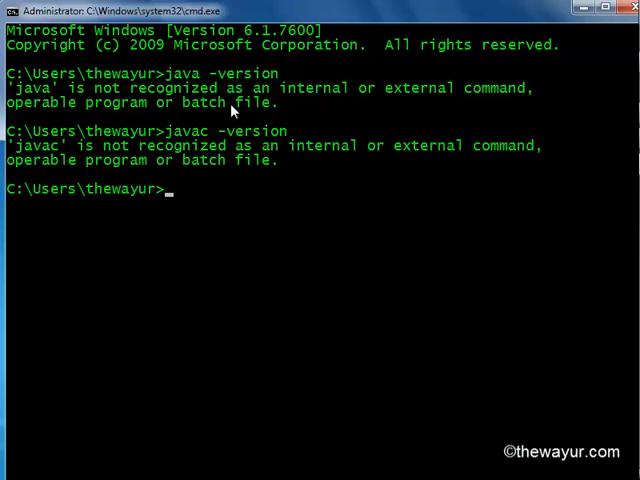 Administrator: C:\Windows\system32\cmd.exe
Microsoft Windows [Version 6.1.7600]
Copyright (c) 2009 Microsoft Corporation.  All rights reserved.
C:\Users\thewayur>java -version
'java' is not recognized as an internal or external command,
operable program or batch file.
C:\Users\thewayur>javac -version
'javac' is not recognized as an internal or external command,
operable program or batch file.
C:\Users\thewayur>_
©thewayur.com